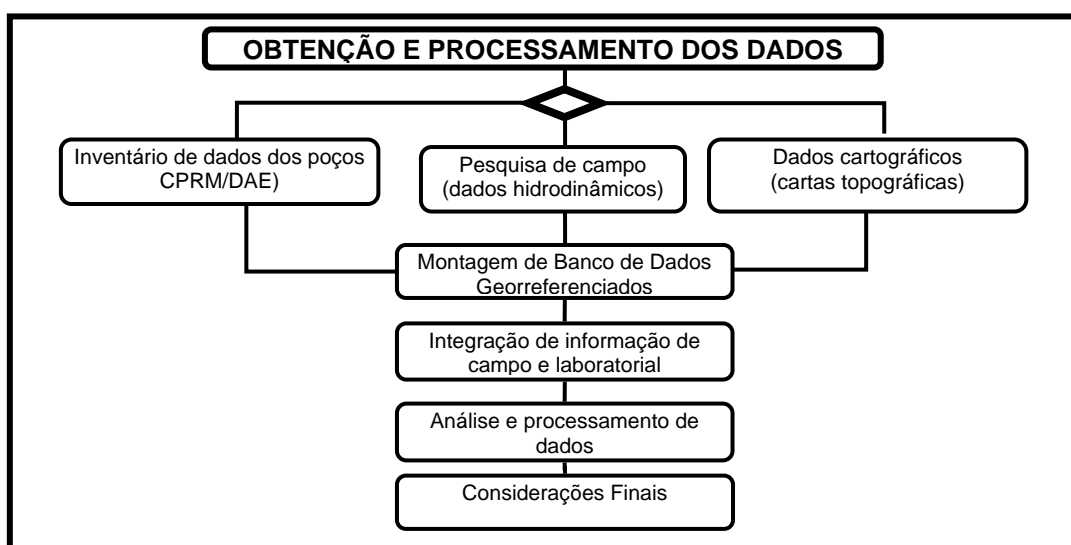 OBTENÇÃO E PROCESSAMENTO DOS DADOS
Inventário de dados dos poços
CPRM/DAE)
Pesquisa de campo
(dados hidrodinâmicos)
Dados cartográficos
(cartas topográficas)
Montagem de Banco de Dados
Georreferenciados
Integração de informação de
campo e laboratorial
Análise e processamento de
dados
Considerações Finais